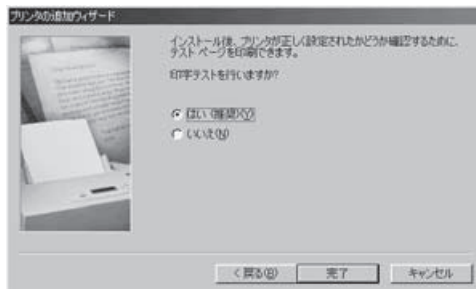 プリンタの追加ウィザード
インストール後、プリンタが正しく設定されたかどうか確認するために、
テスト ページを印刷できます。
印字テストを行いますか?
はい (推奨)(Y)
いいえ(N)
< 戻る(B)
完了
キャンセル